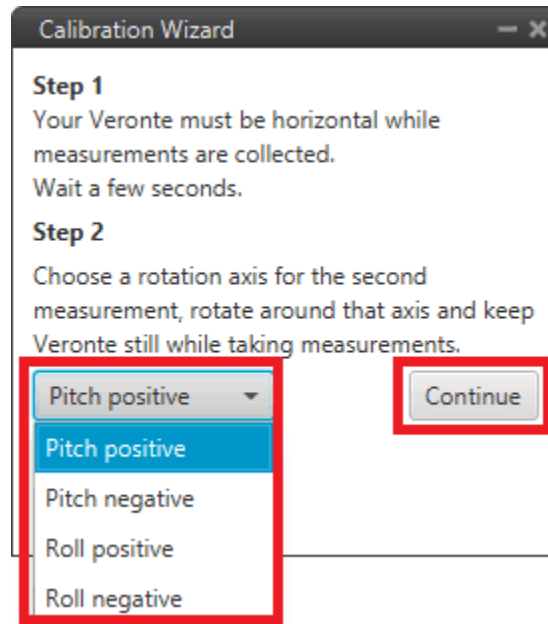 Calibration Wizard
Step 1
Your Veronte must be horizontal while
measurements are collected.
Wait a few seconds.
Step 2
Choose a rotation axis for the second
measurement, rotate around that axis and keep
Veronte still while taking measurements.
Pitch positive
Continue
Pitch positive
Pitch negative
Roll positive
Roll negative